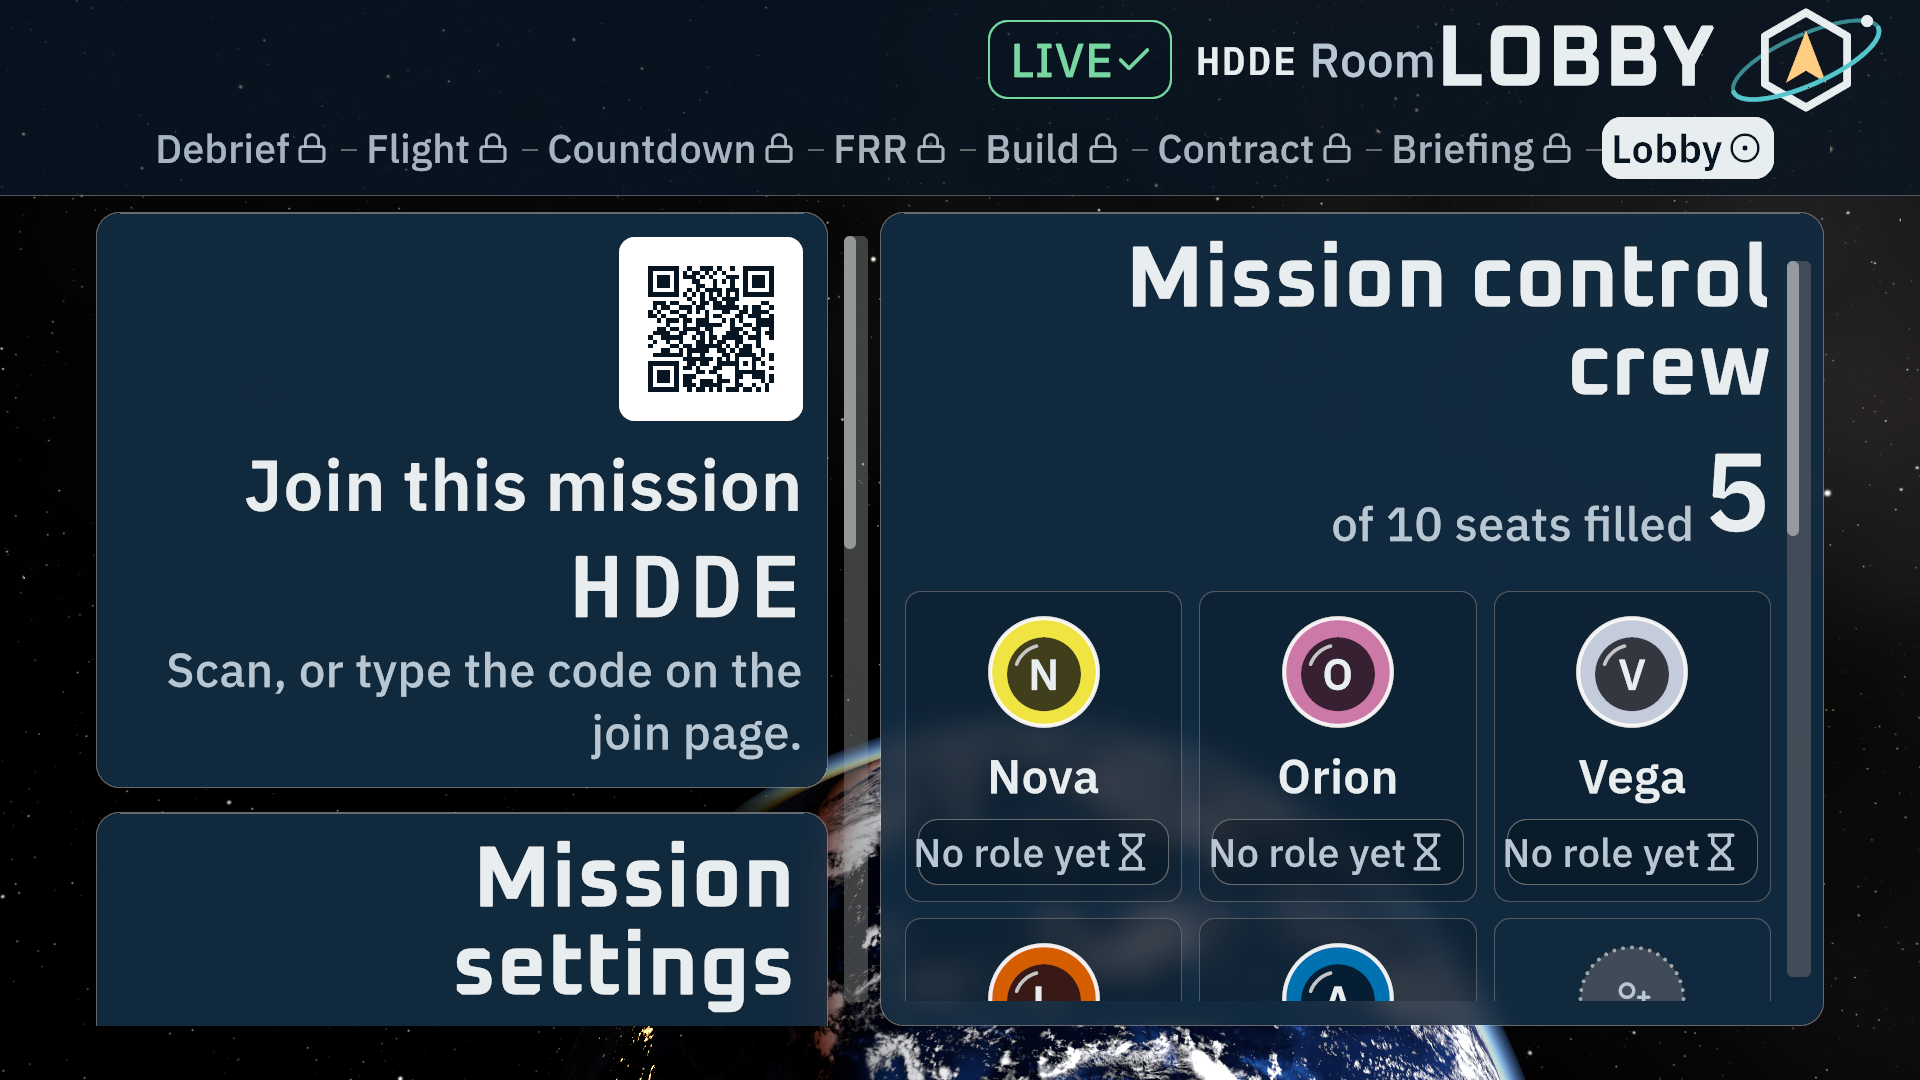 LIVE
HDDE Room
LOBBY
Debrief – Flight – Countdown – FRR – Build – Contract – Briefing – Lobby
Join this mission
HDDE
Scan, or type the code on the
join page.
Mission
settings
Mission control
crew
5
of 10 seats filled
N
O
V
Nova
Orion
Vega
No role yet
No role yet
No role yet
A